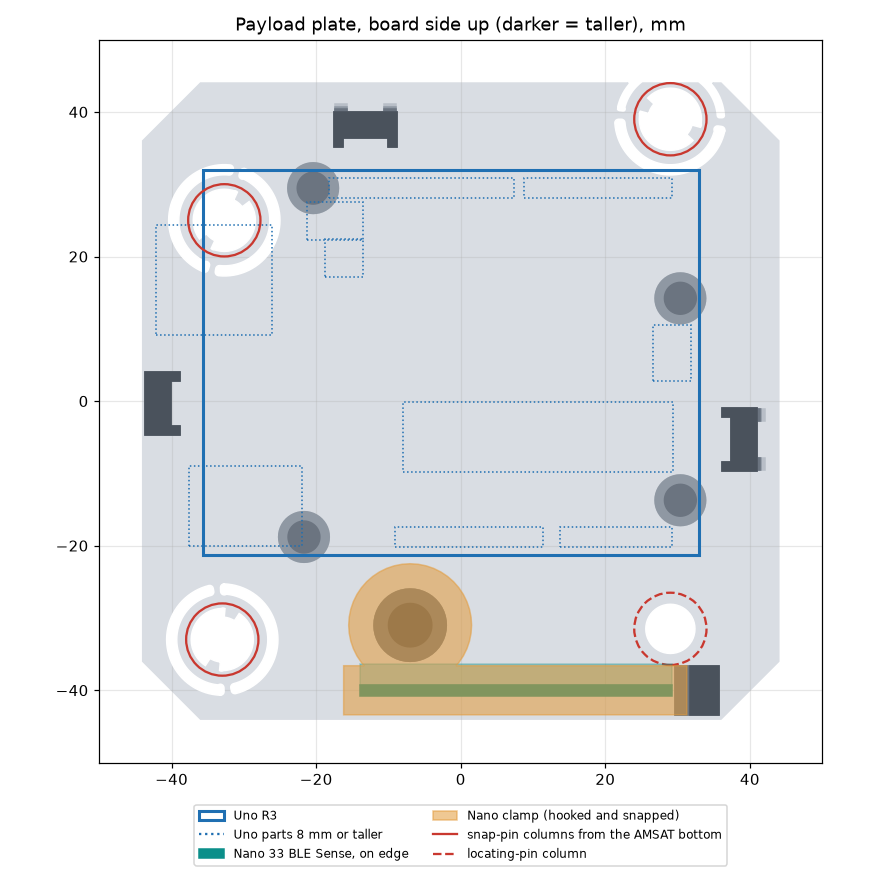 Payload plate, board side up (darker = taller), mm
40
20
0
−20
−40
−40
−20
0
20
40
Uno R3
Uno parts 8 mm or taller
Nano 33 BLE Sense, on edge
Nano clamp (hooked and snapped)
snap-pin columns from the AMSAT bottom
locating-pin column